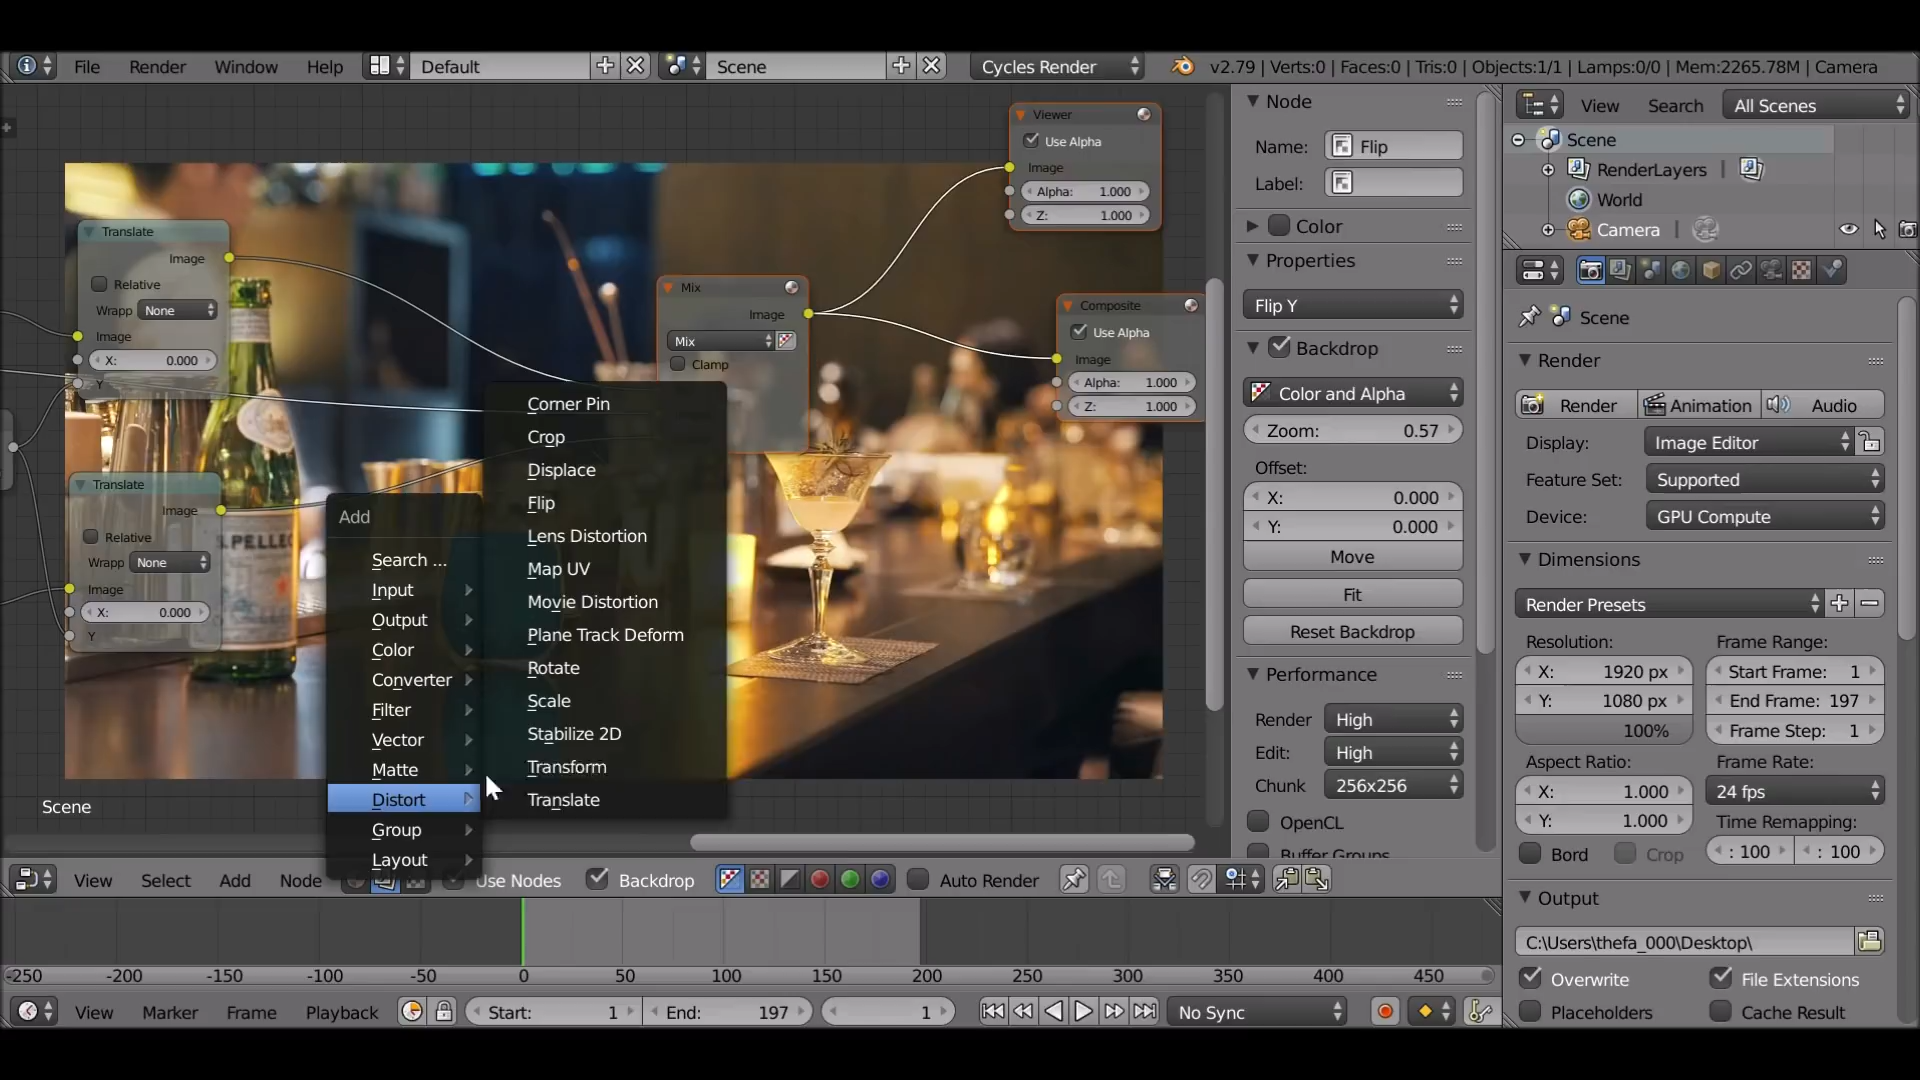 File Render Window Help Default Scene Cycles Render v2.79 | Verts:0 | Faces:0 | Tris:0 | Objects:1/1 | Lamps:0/0 | Mem:2265.78M | Camera
Viewer
Use Alpha
Image
Alpha: 1.000
Z: 1.000
Translate
Image
Relative
Wrapp None
Image
X: 0.000
Y
Mix
Image
Mix
Clamp
Composite
Use Alpha
Image
Alpha: 1.000
Z: 1.000
Translate
Image
Relative
Wrapp None
Image
X: 0.000
Y
S.PELLEG
Add
Search ...
Input
Output
Color
Converter
Filter
Vector
Matte
Distort
Group
Layout
Corner Pin
Crop
Displace
Flip
Lens Distortion
Map UV
Movie Distortion
Plane Track Deform
Rotate
Scale
Stabilize 2D
Transform
Translate
Scene
Node
Name: Flip
Label:
Color
Properties
Flip Y
Backdrop
Color and Alpha
Zoom: 0.57
Offset:
X: 0.000
Y: 0.000
Move
Fit
Reset Backdrop
Performance
Render High
Edit: High
Chunk 256x256
OpenCL
Buffer Groups
View Search All Scenes
Scene
RenderLayers |
World
Camera |
Scene
Render
Render Animation Audio
Display: Image Editor
Feature Set: Supported
Device: GPU Compute
Dimensions
Render Presets
Resolution: Frame Range:
X: 1920 px Start Frame: 1
Y: 1080 px End Frame: 197
100% Frame Step: 1
Aspect Ratio: Frame Rate:
X: 1.000 24 fps
Y: 1.000 Time Remapping:
Bord Crop : 100 : 100
Output
C:\Users\thefa_000\Desktop\
Overwrite File Extensions
Placeholders Cache Result
View Select Add Node Use Nodes Backdrop Auto Render
-250 -200 -150 -100 -50 0 50 100 150 200 250 300 350 400 450
View Marker Frame Playback Start: 1 End: 197 1 No Sync